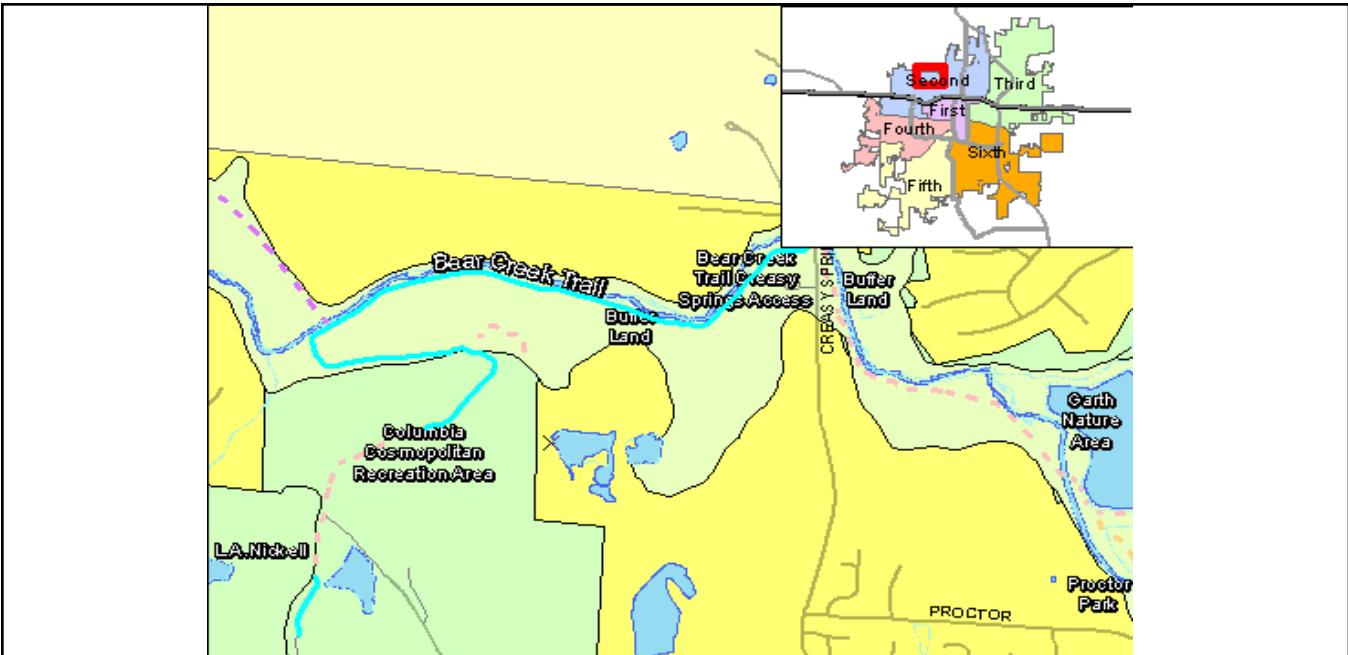 Second
Third
First
Fourth
Sixth
Fifth
Bear Creek Trail
Bear Creek
Trail Creasy
Springs Access
Buffer
Land
Buffer
Land
CREASY SPRI
Garth
Nature
Area
Columbia
Cosmopolitan
Recreation Area
L.A. Nickell
Proctor
Park
PROCTOR